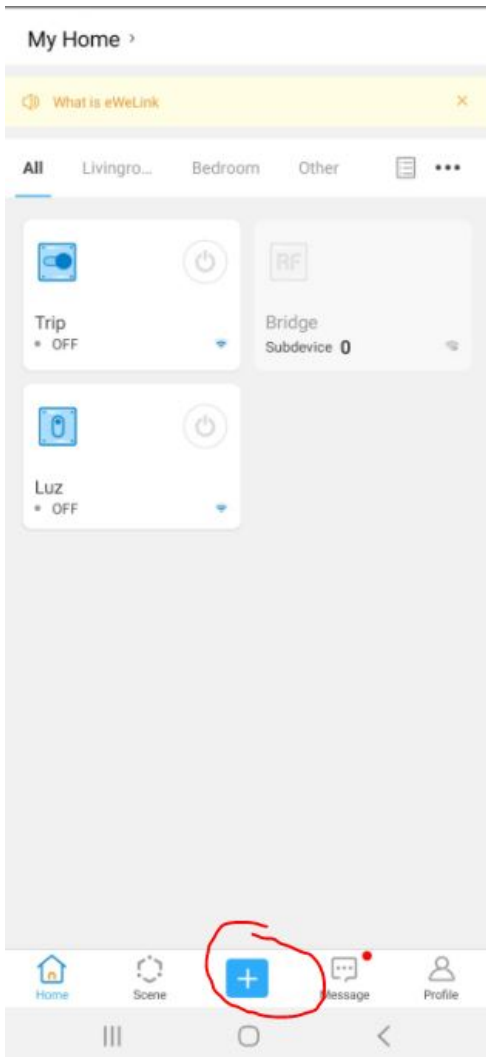 My Home
What is eWeLink
All Livingro... Bedroom Other
RF
Trip
OFF
Bridge
Subdevice 0
Luz
OFF
Home Scene Message Profile